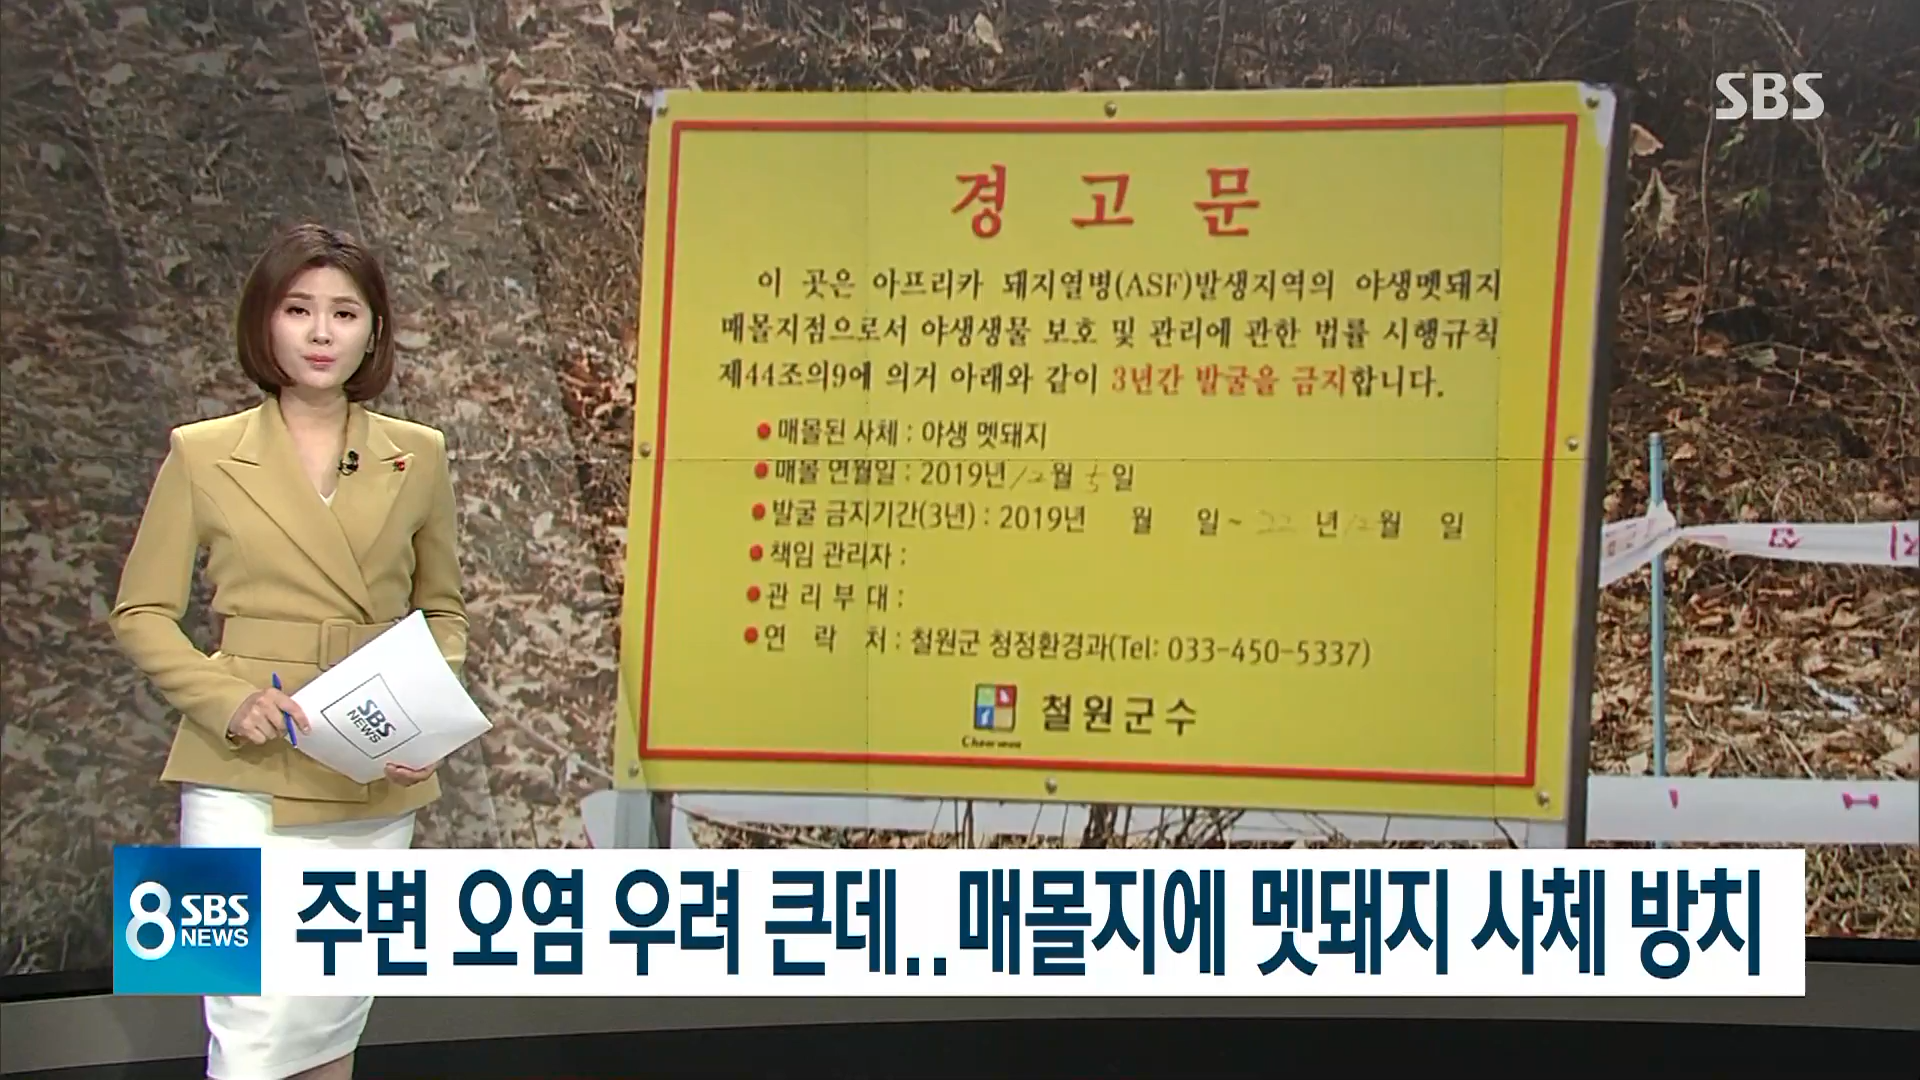 SBS
경 고 문
이 곳은 아프리카 돼지열병(ASF)발생지역의 야생멧돼지
매몰지점으로서 야생생물 보호 및 관리에 관한 법률 시행규칙
제44조의9에 의거 아래와 같이 3년간 발굴을 금지합니다.
매몰된 사체 : 야생 멧돼지
매몰 연월일 : 2019년 12월 5일
발굴 금지기간(3년) : 2019년 월 일 ~ 22 년 12월 일
책임 관리자 :
관 리 부 대 :
연 락 처 : 철원군 청정환경과(Tel: 033-450-5337)
철원군수
SBS
NEWS
8 SBS
NEWS
주변 오염 우려 큰데..매몰지에 멧돼지 사체 방치